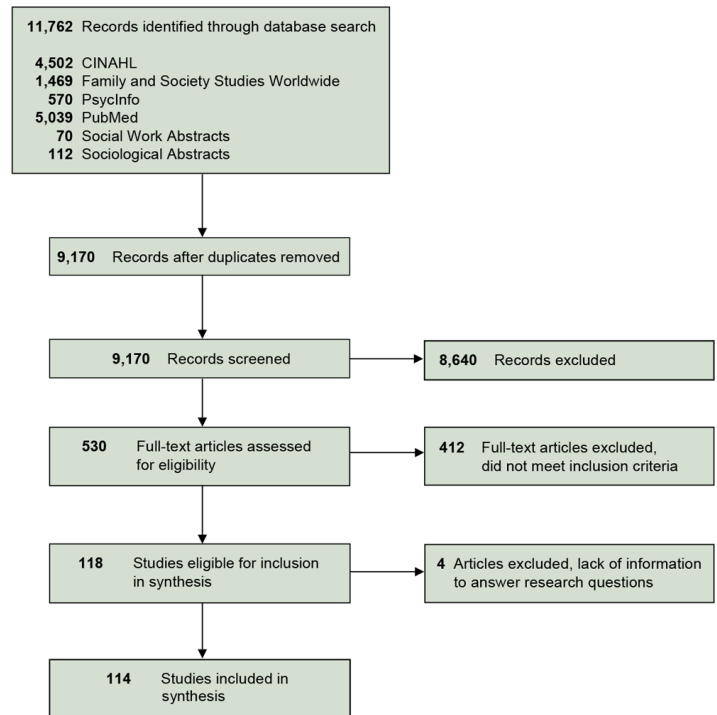 11,762 Records identified through database search
4,502 CINAHL
1,469 Family and Society Studies Worldwide
570 PsycInfo
5,039 PubMed
70 Social Work Abstracts
112 Sociological Abstracts
9,170 Records after duplicates removed
9,170 Records screened
8,640 Records excluded
530 Full-text articles assessed
for eligibility
412 Full-text articles excluded,
did not meet inclusion criteria
118 Studies eligible for inclusion
in synthesis
4 Articles excluded, lack of information
to answer research questions
114 Studies included in
synthesis